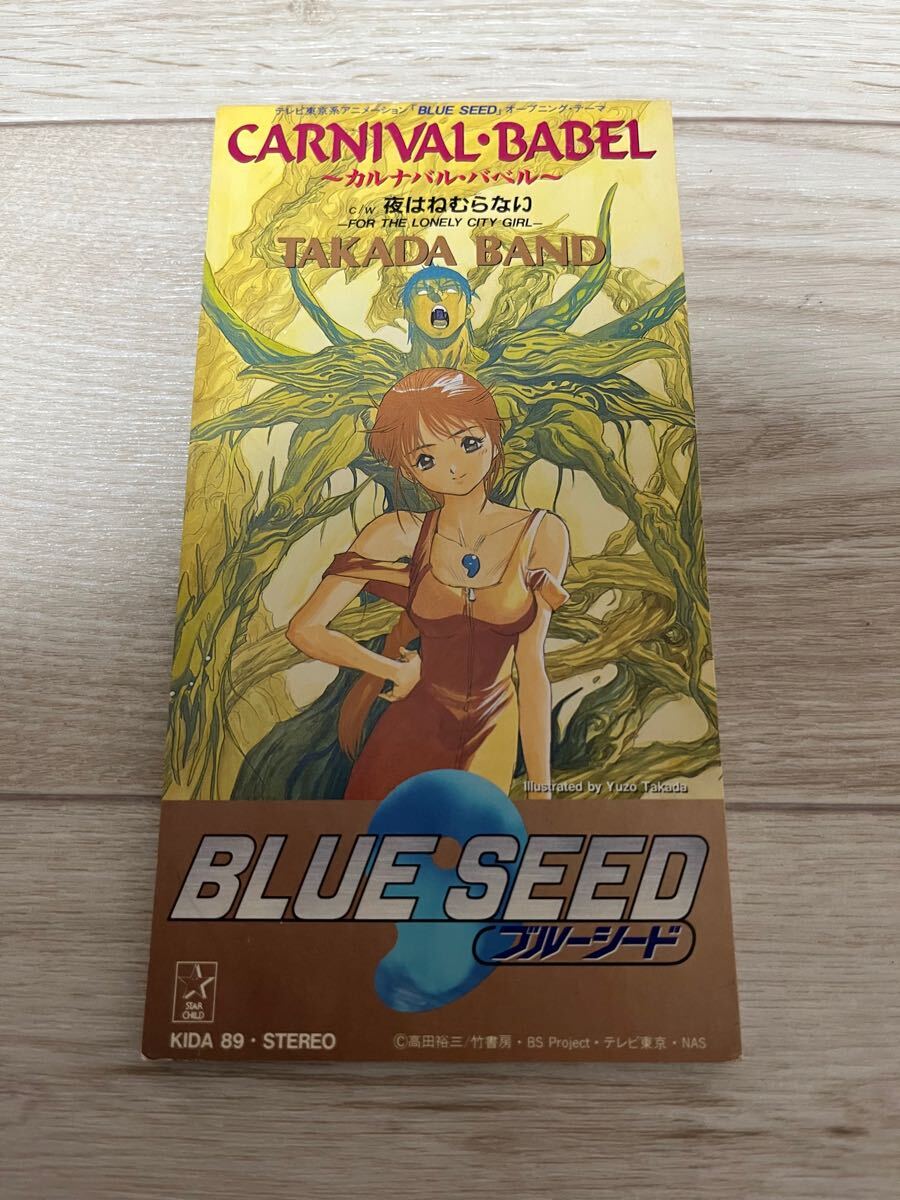 テレビ東京系アニメーション「BLUE SEED」オープニング・テーマ
CARNIVAL・BABEL
～カルナバル・バベル～
c/w 夜はねむらない
―FOR THE LONELY CITY GIRL―
TAKADA BAND
Illustrated by Yuzo Takada
BLUE・SEED
ブルーシード
STAR
CHILD
KIDA 89・STEREO
©高田裕三/竹書房・BS Project・テレビ東京・NAS